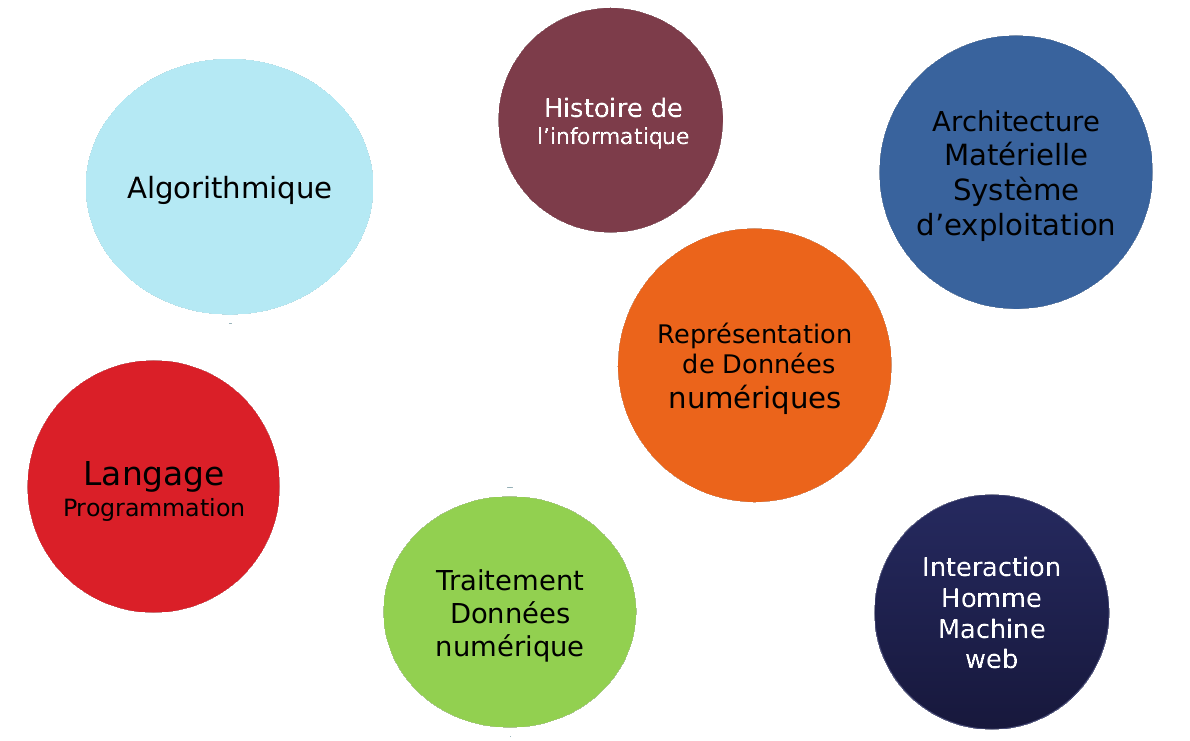 Histoire de
l’informatique
Architecture
Matérielle
Système
d’exploitation
Algorithmique
Représentation
de Données
numériques
Langage
Programmation
Traitement
Données
numérique
Interaction
Homme
Machine
web